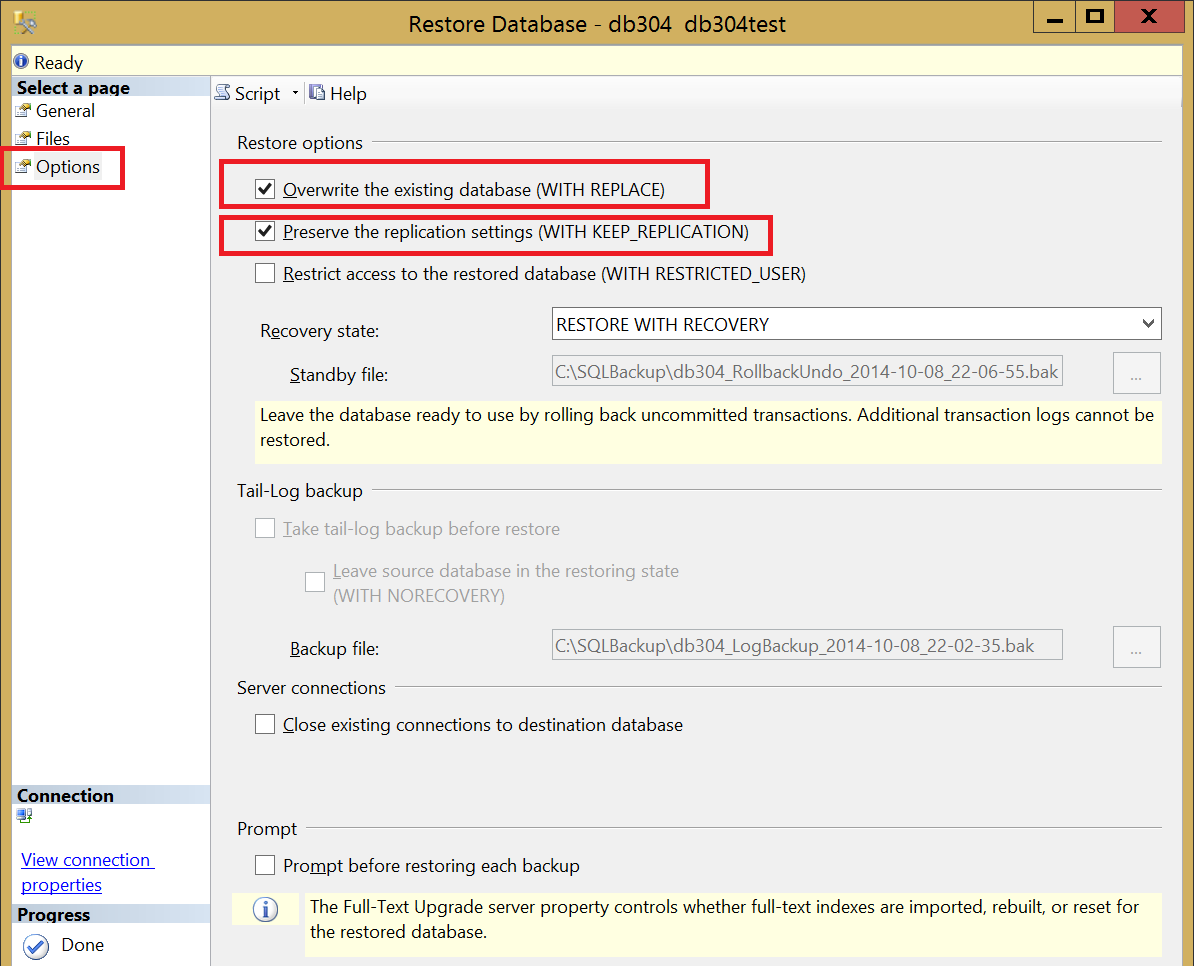 Restore Database - db304  db304test
Ready
Select a page
General
Files
Options
Script
Help
Restore options
Overwrite the existing database (WITH REPLACE)
Preserve the replication settings (WITH KEEP_REPLICATION)
Restrict access to the restored database (WITH RESTRICTED_USER)
Recovery state:
RESTORE WITH RECOVERY
Standby file:
C:\SQLBackup\db304_RollbackUndo_2014-10-08_22-06-55.bak
...
Leave the database ready to use by rolling back uncommitted transactions. Additional transaction logs cannot be
restored.
Tail-Log backup
Take tail-log backup before restore
Leave source database in the restoring state
(WITH NORECOVERY)
Backup file:
C:\SQLBackup\db304_LogBackup_2014-10-08_22-02-35.bak
...
Server connections
Close existing connections to destination database
Connection
View connection
properties
Progress
Done
Prompt
Prompt before restoring each backup
The Full-Text Upgrade server property controls whether full-text indexes are imported, rebuilt, or reset for
the restored database.